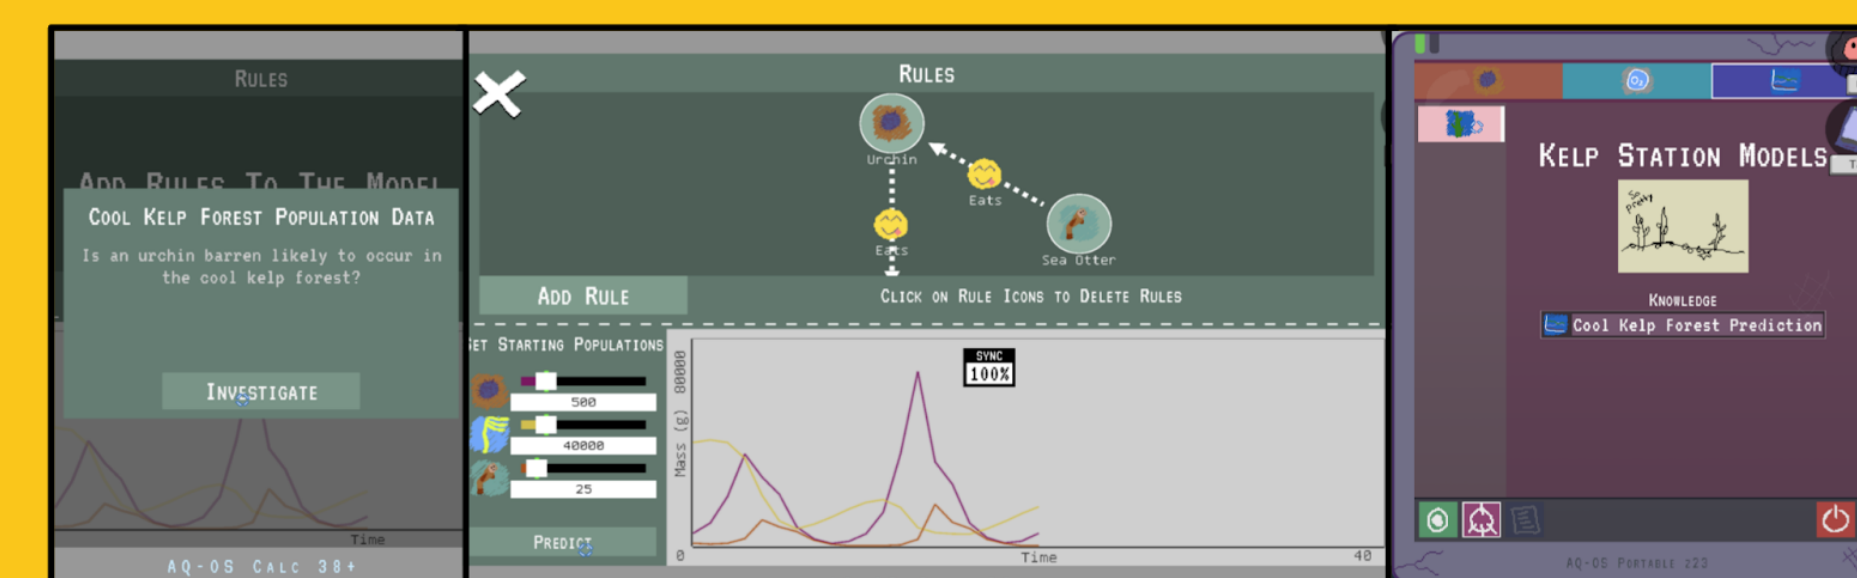 RULES
ADD RULES TO THE MODEL
COOL KELP FOREST POPULATION DATA
Is an urchin barren likely to occur in
the cool kelp forest?
INVESTIGATE
Time
AQ-OS CALC 38+
RULES
Urchin
Eats
Sea Otter
Eats
ADD RULE
CLICK ON RULE ICONS TO DELETE RULES
SET STARTING POPULATIONS
500
40000
25
PREDICT
80000
Mass (g)
0
SYNC
100%
Time
40
KELP STATION MODELS
So
pretty
KNOWLEDGE
Cool Kelp Forest Prediction
AQ-OS PORTABLE z23